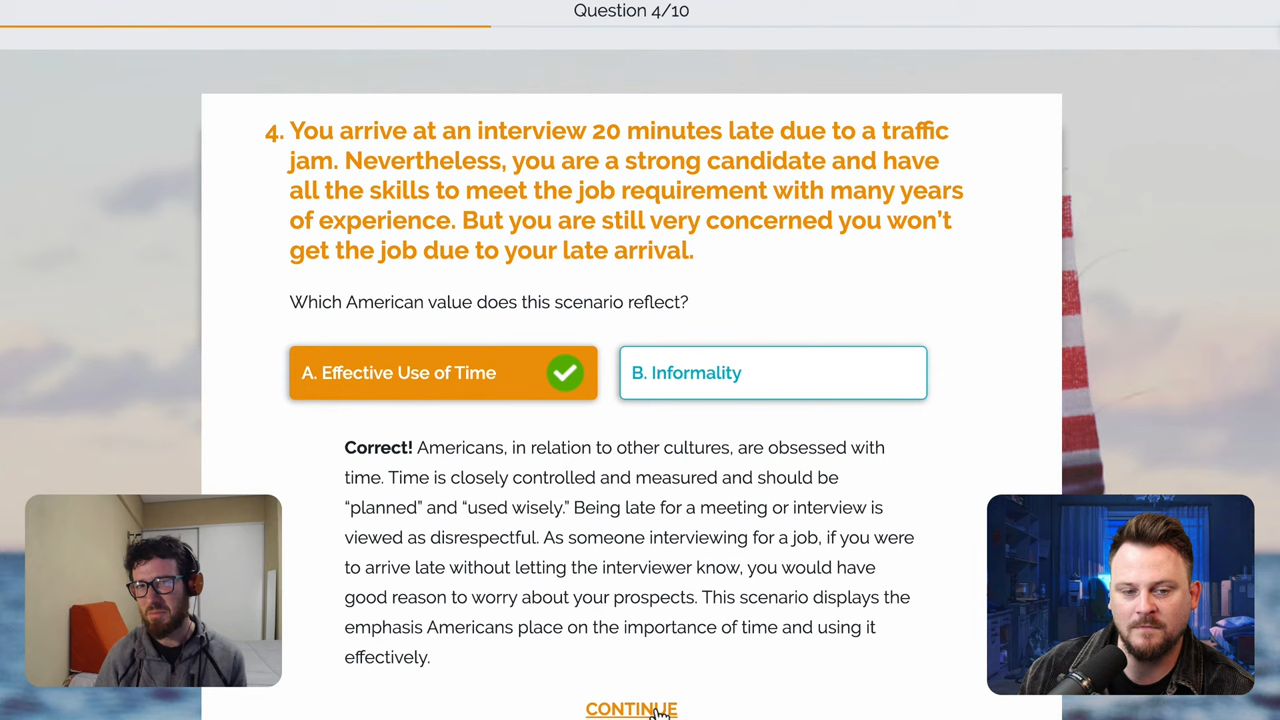 Question 4/10
4. You arrive at an interview 20 minutes late due to a traffic
jam. Nevertheless, you are a strong candidate and have
all the skills to meet the job requirement with many years
of experience. But you are still very concerned you won’t
get the job due to your late arrival.
Which American value does this scenario reflect?
A. Effective Use of Time
B. Informality
Correct! Americans, in relation to other cultures, are obsessed with
time. Time is closely controlled and measured and should be
“planned” and “used wisely.” Being late for a meeting or interview is
viewed as disrespectful. As someone interviewing for a job, if you were
to arrive late without letting the interviewer know, you would have
good reason to worry about your prospects. This scenario displays the
emphasis Americans place on the importance of time and using it
effectively.
CONTINUE